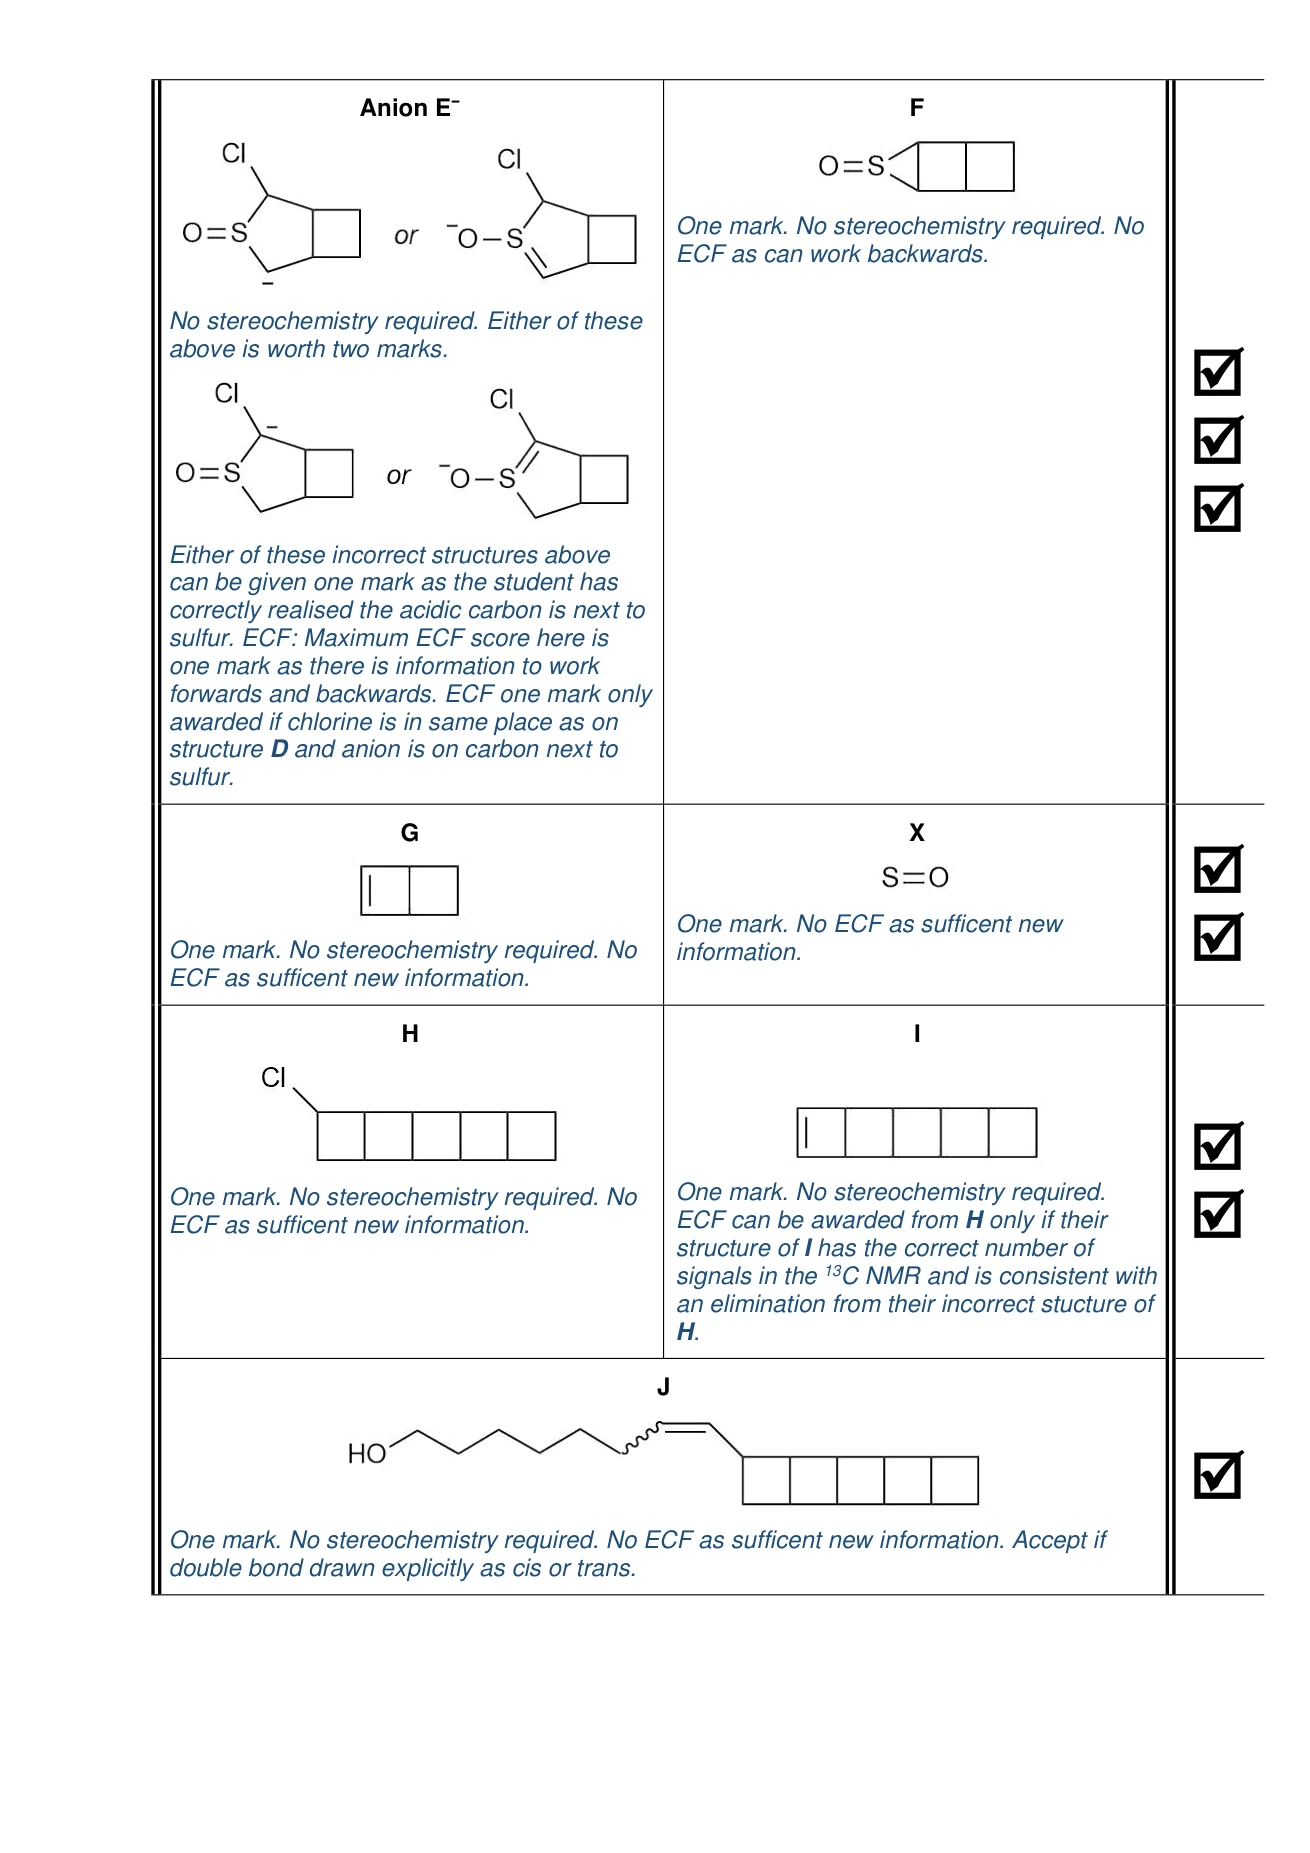 Anion E⁻
F
Cl
O=S
⁻
or
Cl
⁻O–S
O=S
No stereochemistry required. Either of these
above is worth two marks.
One mark. No stereochemistry required. No
ECF as can work backwards.
Cl
⁻
O=S
or
Cl
⁻O–S
Either of these incorrect structures above
can be given one mark as the student has
correctly realised the acidic carbon is next to
sulfur. ECF: Maximum ECF score here is
one mark as there is information to work
forwards and backwards. ECF one mark only
awarded if chlorine is in same place as on
structure D and anion is on carbon next to
sulfur.
G
X
S=O
One mark. No stereochemistry required. No
ECF as sufficent new information.
One mark. No ECF as sufficent new
information.
H
I
Cl
One mark. No stereochemistry required. No
ECF as sufficent new information.
One mark. No stereochemistry required.
ECF can be awarded from H only if their
structure of I has the correct number of
signals in the ¹³C NMR and is consistent with
an elimination from their incorrect stucture of
H.
J
HO
One mark. No stereochemistry required. No ECF as sufficent new information. Accept if
double bond drawn explicitly as cis or trans.